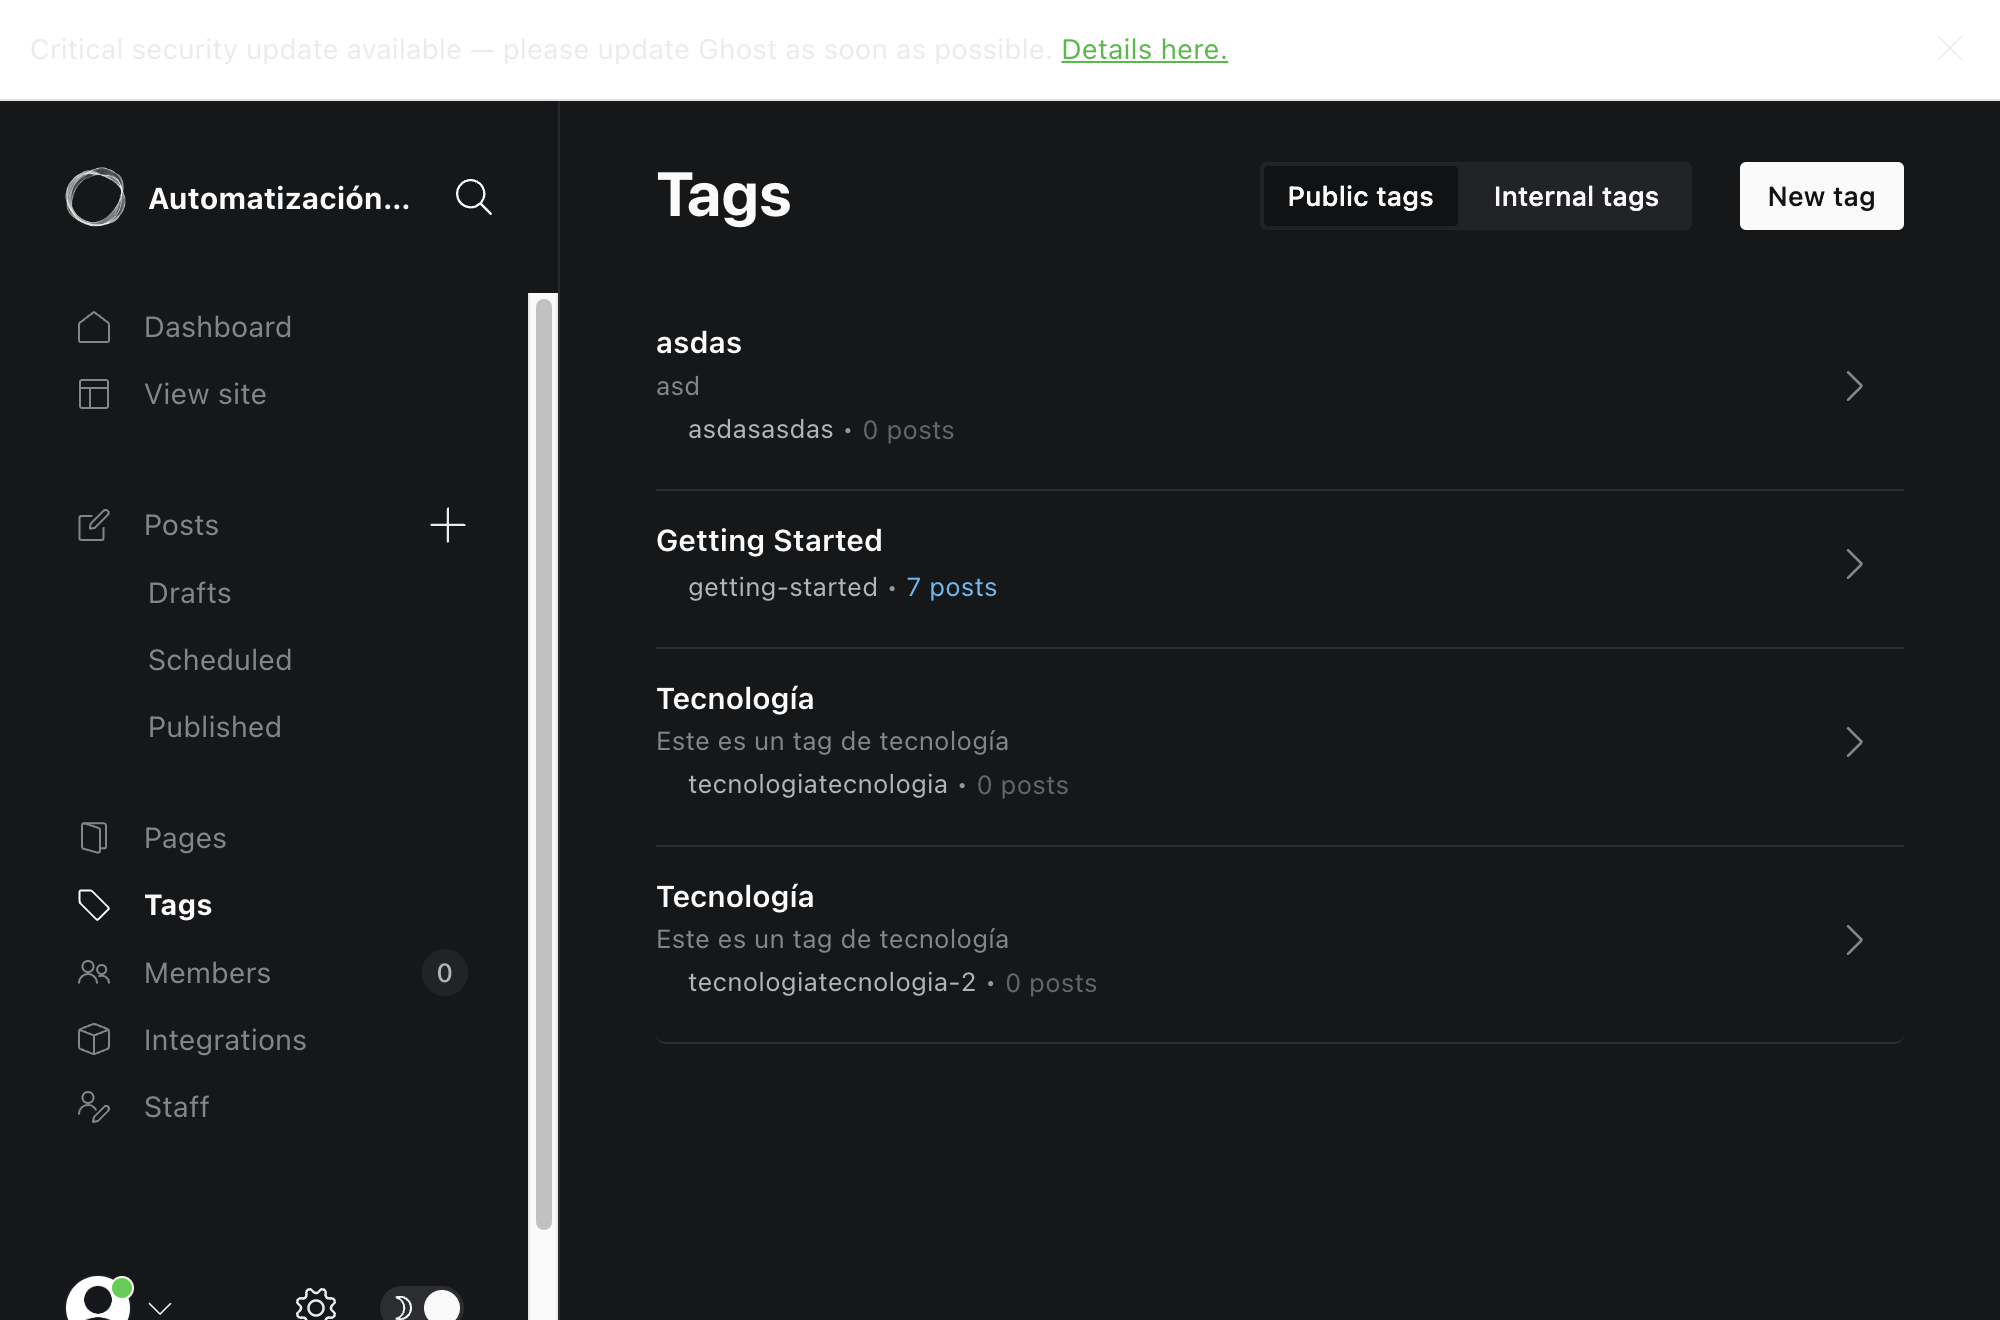 Critical security update available — please update Ghost as soon as possible. Details here.
Automatización...
Dashboard
View site
Posts
Drafts
Scheduled
Published
Pages
Tags
Members 0
Integrations
Staff
Tags
Public tags
Internal tags
New tag
asdas
asd
asdasasdas • 0 posts
Getting Started
getting-started • 7 posts
Tecnología
Este es un tag de tecnología
tecnologiatecnologia • 0 posts
Tecnología
Este es un tag de tecnología
tecnologiatecnologia-2 • 0 posts